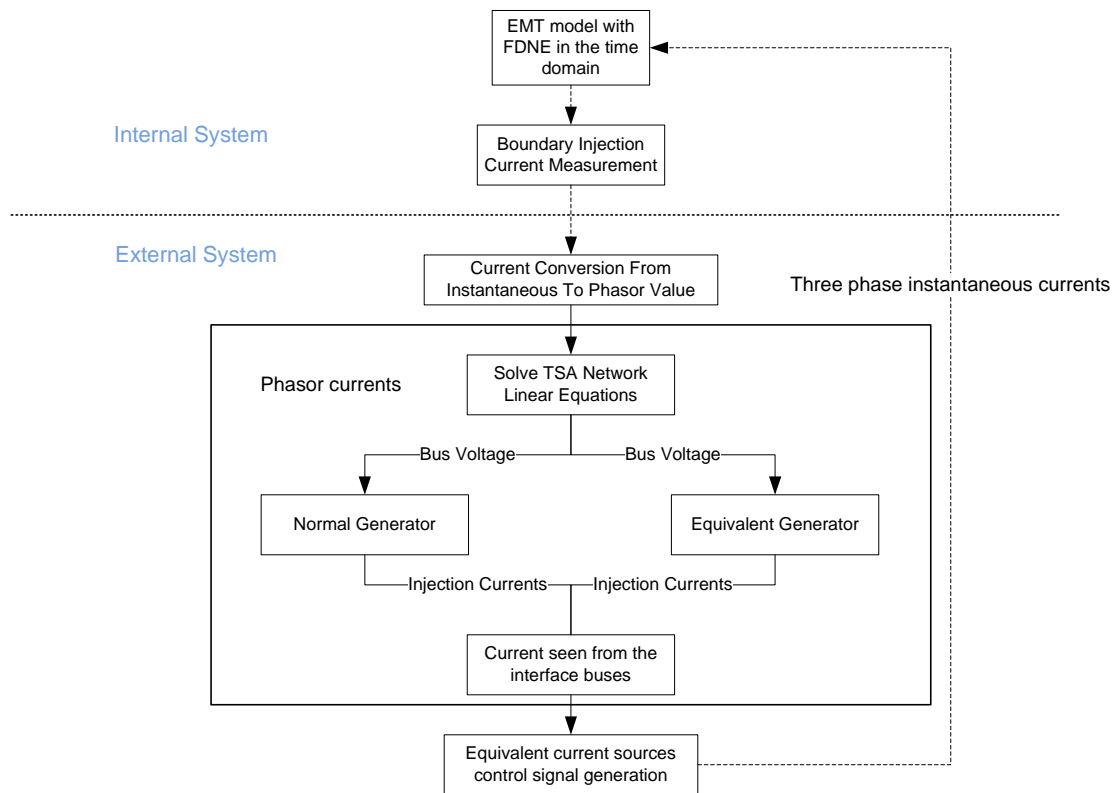 EMT model with
FDNE in the time
domain
Internal System
Boundary Injection
Current Measurement
External System
Current Conversion From
Instantaneous To Phasor Value
Three phase instantaneous currents
Phasor currents
Solve TSA Network
Linear Equations
Bus Voltage
Bus Voltage
Normal Generator
Equivalent Generator
Injection Currents
Injection Currents
Current seen from the
interface buses
Equivalent current sources
control signal generation